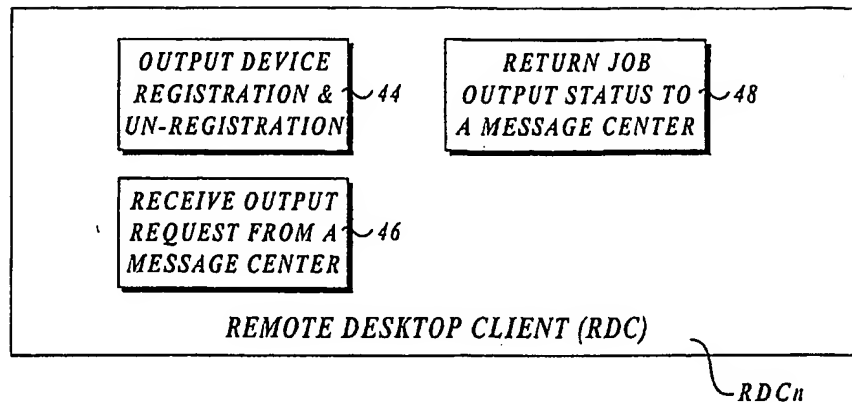 OUTPUT DEVICE
REGISTRATION &
UN-REGISTRATION
44
RETURN JOB
OUTPUT STATUS TO
A MESSAGE CENTER
48
RECEIVE OUTPUT
REQUEST FROM A
MESSAGE CENTER
46
REMOTE DESKTOP CLIENT (RDC)
RDCn